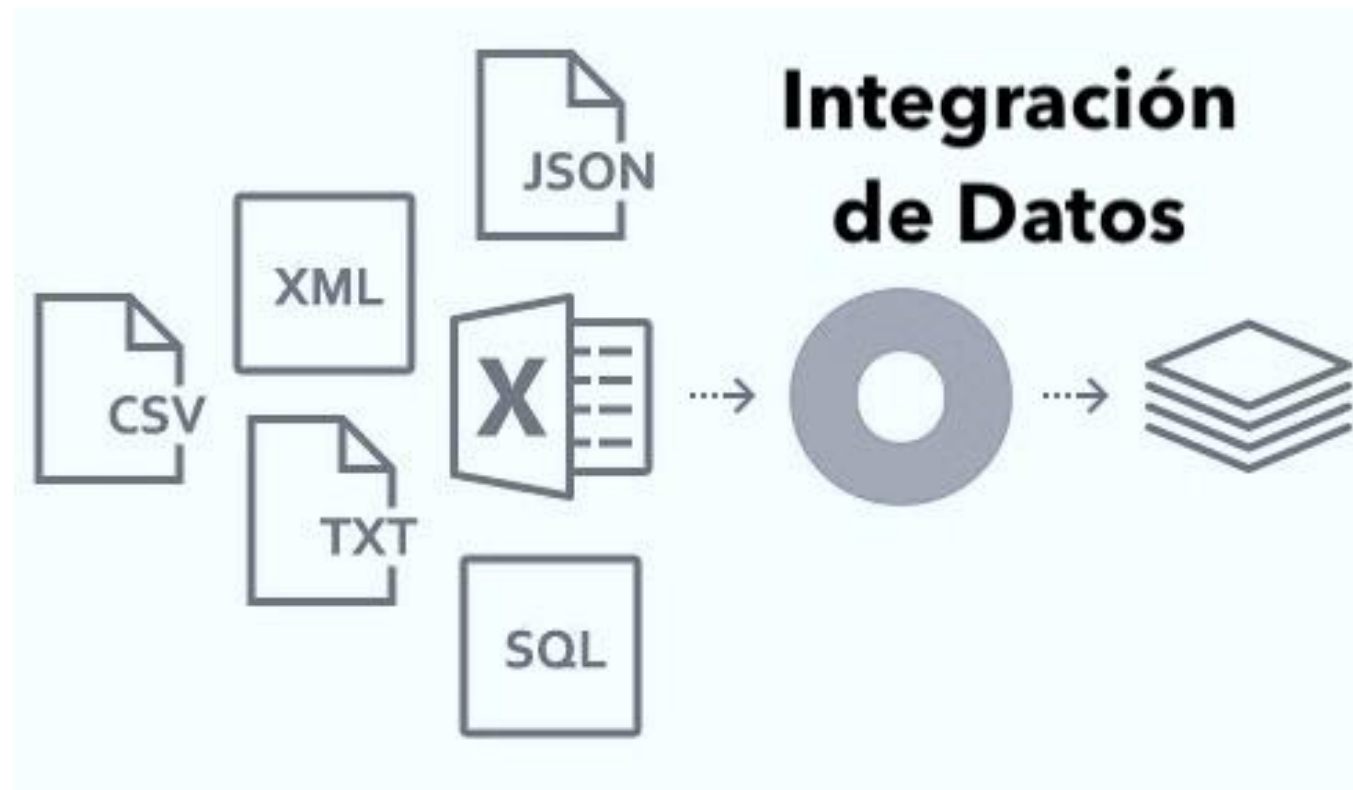 JSON
Integración
de Datos
XML
CSV
X
TXT
SQL